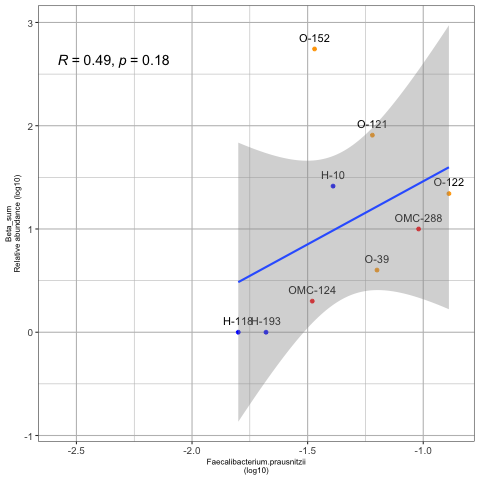 R = 0.49, p = 0.18
O-152
O-121
H-10
O-122
OMC-288
O-39
OMC-124
H-118
H-193
3
2
1
0
-1
Beta_sum
Relative abundance (log10)
-2.5
-2.0
-1.5
-1.0
Faecalibacterium.prausnitzii
(log10)